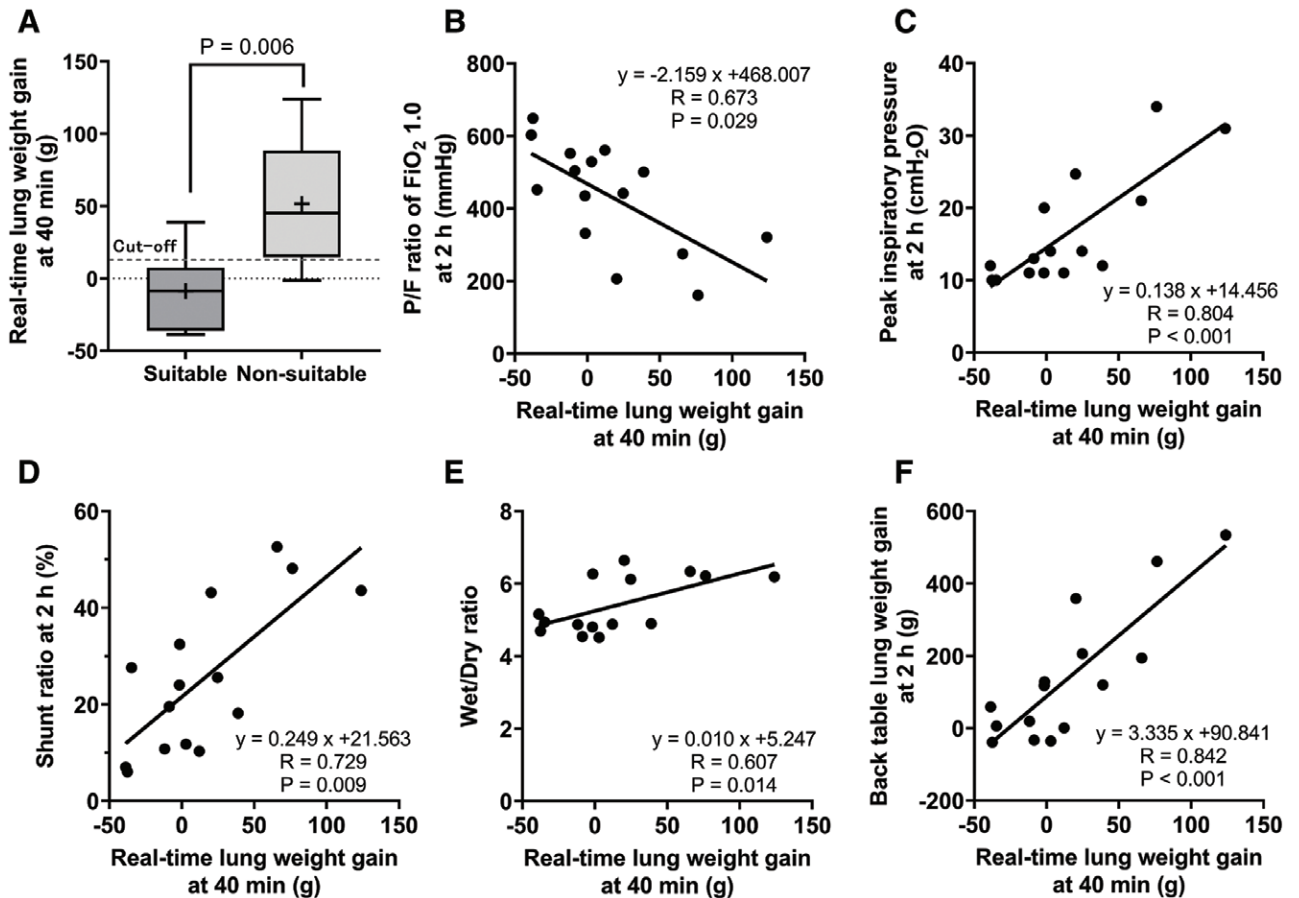 A
P = 0.006
Real-time lung weight gain
at 40 min (g)
150
100
50
0
-50
Cut-off
Suitable Non-suitable
B
y = -2.159 x +468.007
R = 0.673
P = 0.029
P/F ratio of FiO2 1.0
at 2 h (mmHg)
800
600
400
200
0
-50 0 50 100 150
Real-time lung weight gain
at 40 min (g)
C
Peak inspiratory pressure
at 2 h (cmH2O)
40
30
20
10
0
y = 0.138 x +14.456
R = 0.804
P < 0.001
-50 0 50 100 150
Real-time lung weight gain
at 40 min (g)
D
Shunt ratio at 2 h (%)
60
40
20
0
y = 0.249 x +21.563
R = 0.729
P = 0.009
-50 0 50 100 150
Real-time lung weight gain
at 40 min (g)
E
Wet/Dry ratio
8
6
4
2
0
y = 0.010 x +5.247
R = 0.607
P = 0.014
-50 0 50 100 150
Real-time lung weight gain
at 40 min (g)
F
Back table lung weight gain
at 2 h (g)
600
400
200
0
-200
y = 3.335 x +90.841
R = 0.842
P < 0.001
-50 0 50 100 150
Real-time lung weight gain
at 40 min (g)